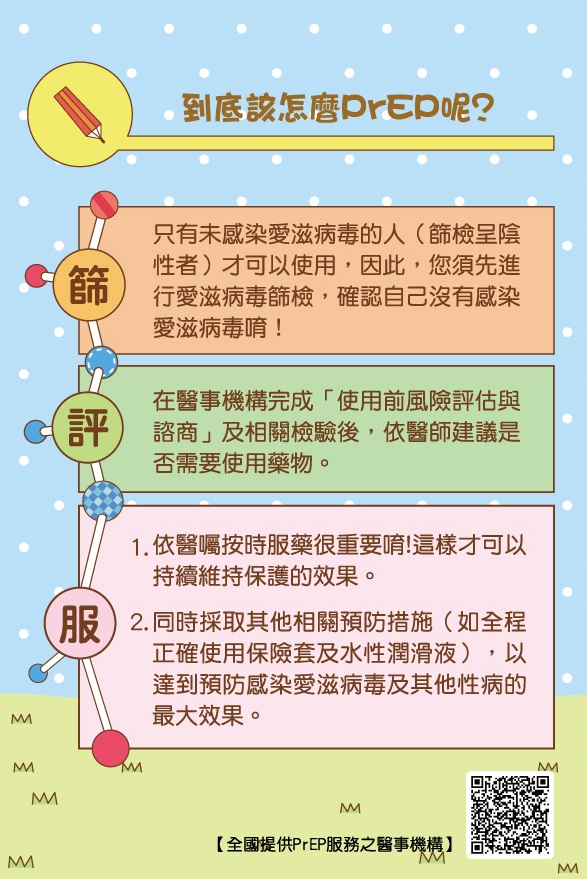 到底該怎麼PrEP呢?
篩
只有未感染愛滋病毒的人（篩檢呈陰
性者）才可以使用，因此，您須先進
行愛滋病毒篩檢，確認自己沒有感染
愛滋病毒唷！
評
在醫事機構完成「使用前風險評估與
諮商」及相關檢驗後，依醫師建議是
否需要使用藥物。
服
1.依醫囑按時服藥很重要唷!這樣才可以
持續維持保護的效果。
2.同時採取其他相關預防措施（如全程
正確使用保險套及水性潤滑液），以
達到預防感染愛滋病毒及其他性病的
最大效果。
【全國提供PrEP服務之醫事機構】